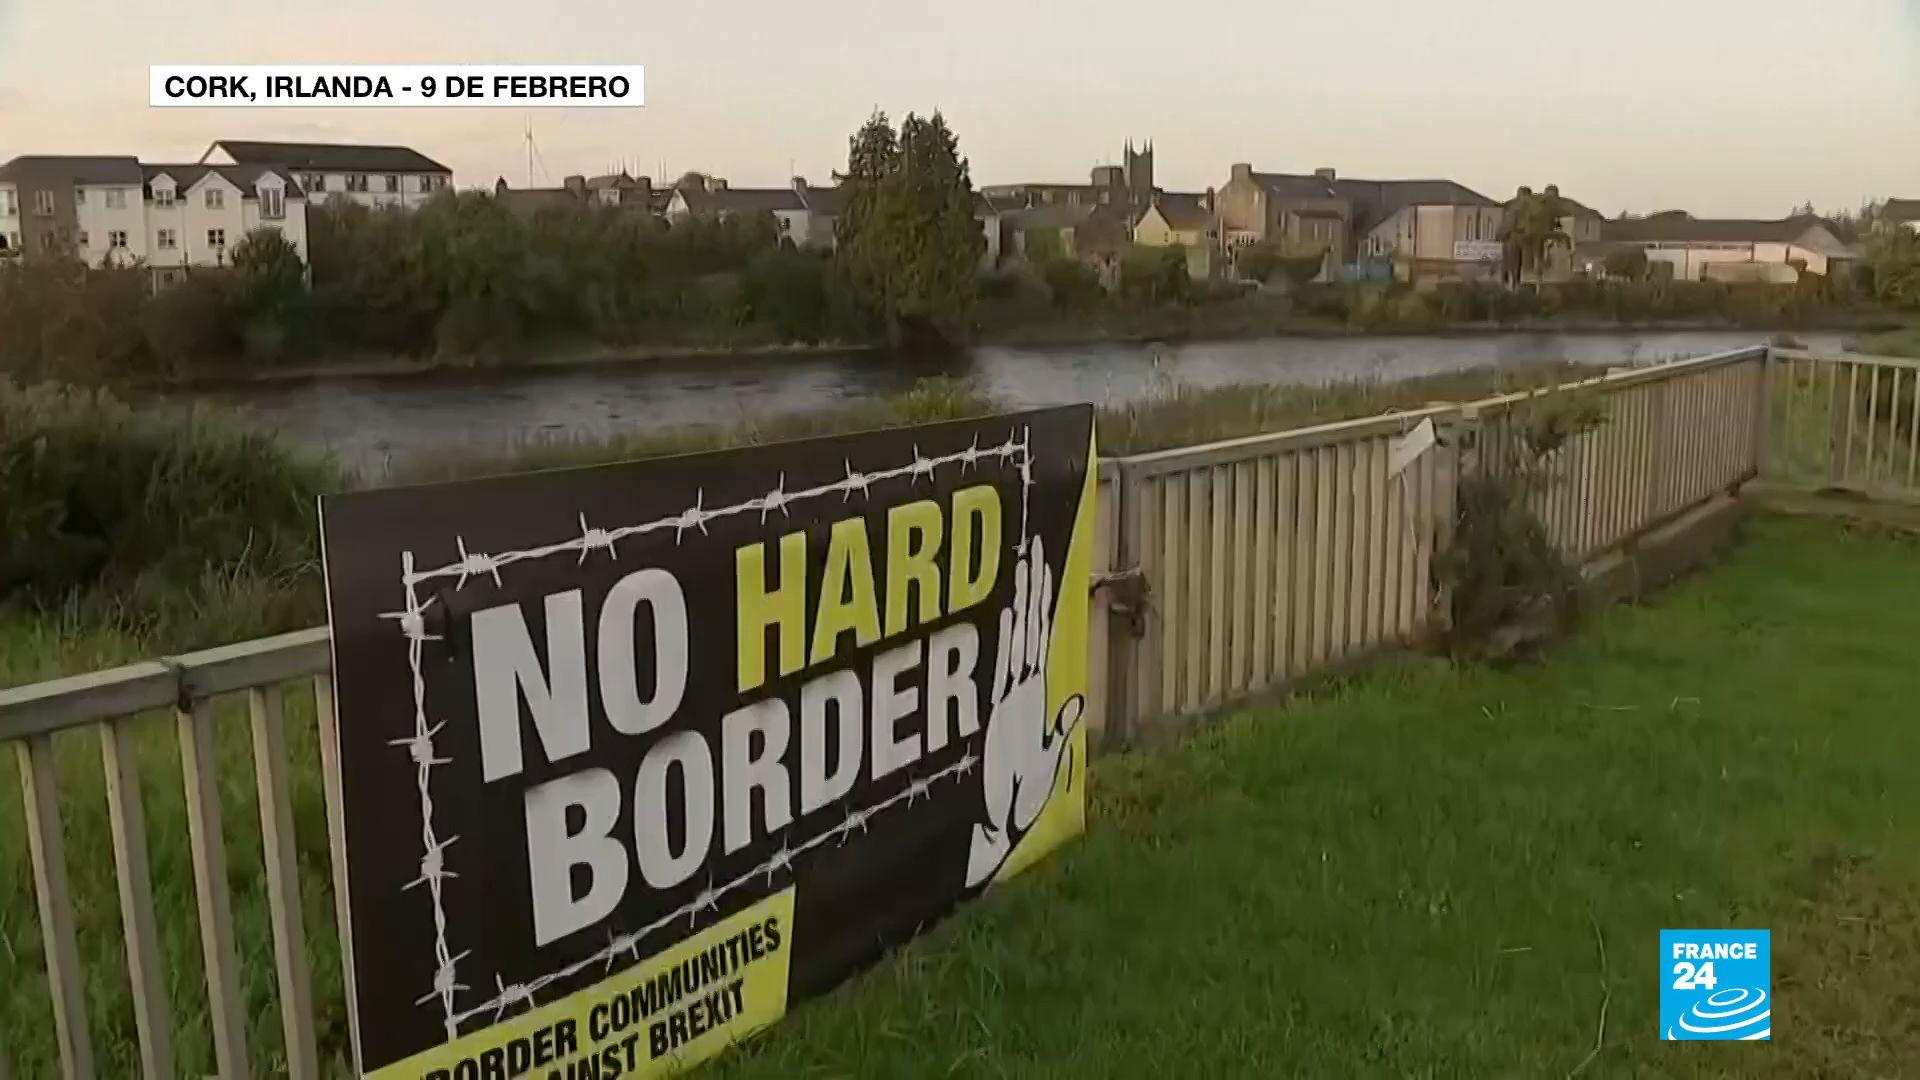 CORK, IRLANDA - 9 DE FEBRERO
NO HARD
BORDER
BORDER COMMUNITIES
AINST BREXIT
FRANCE
24